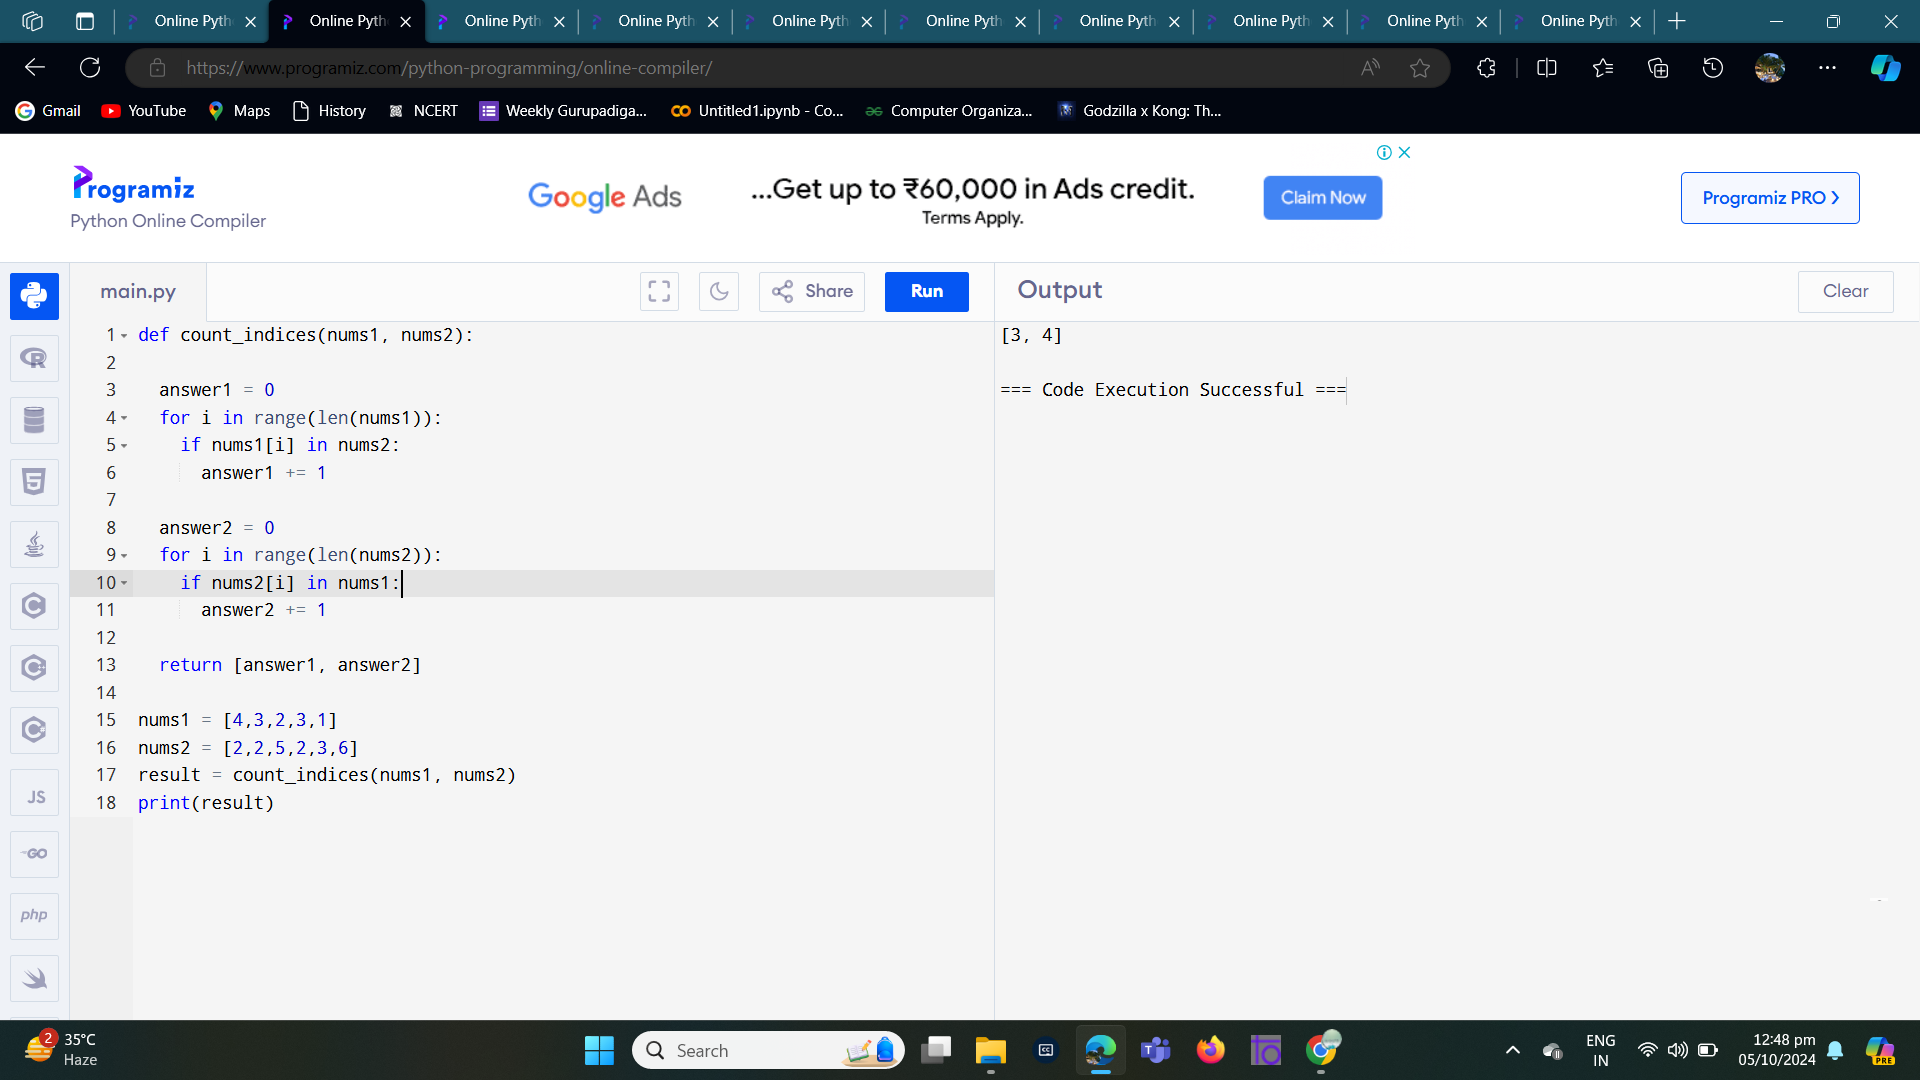 Online Pyth
Online Pyth
Online Pyth
Online Pyth
Online Pyth
Online Pyth
Online Pyth
Online Pyth
Online Pyth
Online Pyth
https://www.programiz.com/python-programming/online-compiler/
Gmail
YouTube
Maps
History
NCERT
Weekly Gurupadiga...
Untitled1.ipynb - Co...
Computer Organiza...
Godzilla x Kong: Th...
Programiz
Python Online Compiler
Google Ads
...Get up to ₹60,000 in Ads credit.
Terms Apply.
Claim Now
Programiz PRO ❯
main.py
Share
Run
Output
Clear
1 def count_indices(nums1, nums2):
2
3 answer1 = 0
4 for i in range(len(nums1)):
5 if nums1[i] in nums2:
6 answer1 += 1
7
8 answer2 = 0
9 for i in range(len(nums2)):
10 if nums2[i] in nums1:
11 answer2 += 1
12
13 return [answer1, answer2]
14
15 nums1 = [4,3,2,3,1]
16 nums2 = [2,2,5,2,3,6]
17 result = count_indices(nums1, nums2)
18 print(result)
[3, 4]
=== Code Execution Successful ===
JS
GO
php
2
35°C
Haze
Search
ENG
IN
12:48 pm
05/10/2024
PRE